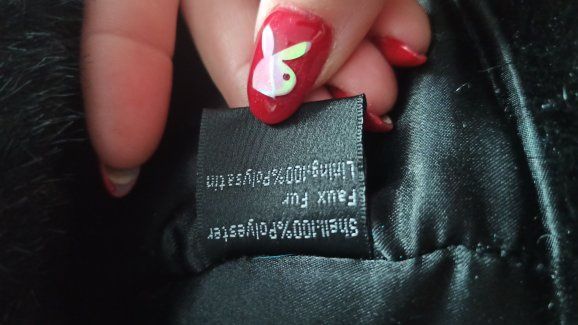 Shell:100%Polyester
Faux Fur
Lining:100%Polysatin